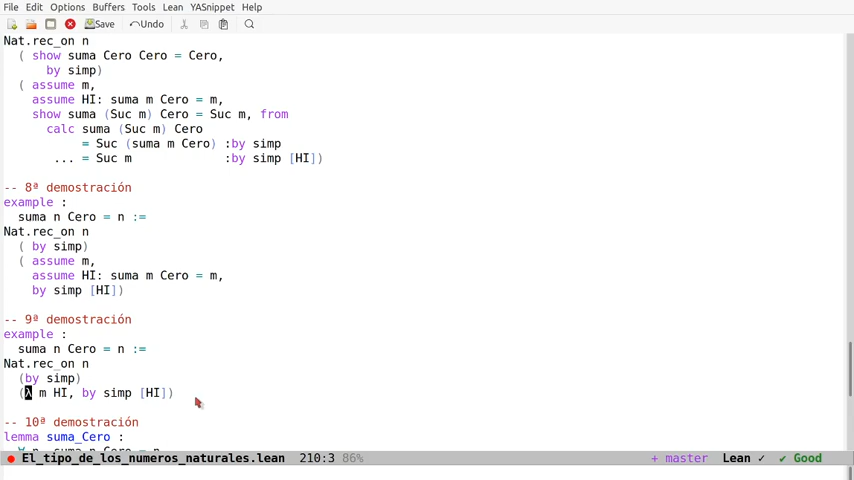 File Edit Options Buffers Tools Lean YASnippet Help
Save Undo
Nat.rec_on n
( show suma Cero Cero = Cero,
by simp)
( assume m,
assume HI: suma m Cero = m,
show suma (Suc m) Cero = Suc m, from
calc suma (Suc m) Cero
= Suc (suma m Cero) :by simp
... = Suc m :by simp [HI])
-- 8ª demostración
example :
suma n Cero = n :=
Nat.rec_on n
( by simp)
( assume m,
assume HI: suma m Cero = m,
by simp [HI])
-- 9ª demostración
example :
suma n Cero = n :=
Nat.rec_on n
(by simp)
(λ m HI, by simp [HI])
-- 10ª demostración
lemma suma_Cero :
∀ n, suma n Cero = n
El_tipo_de_los_numeros_naturales.lean 210:3 86% + master Lean ✓ ✔ Good